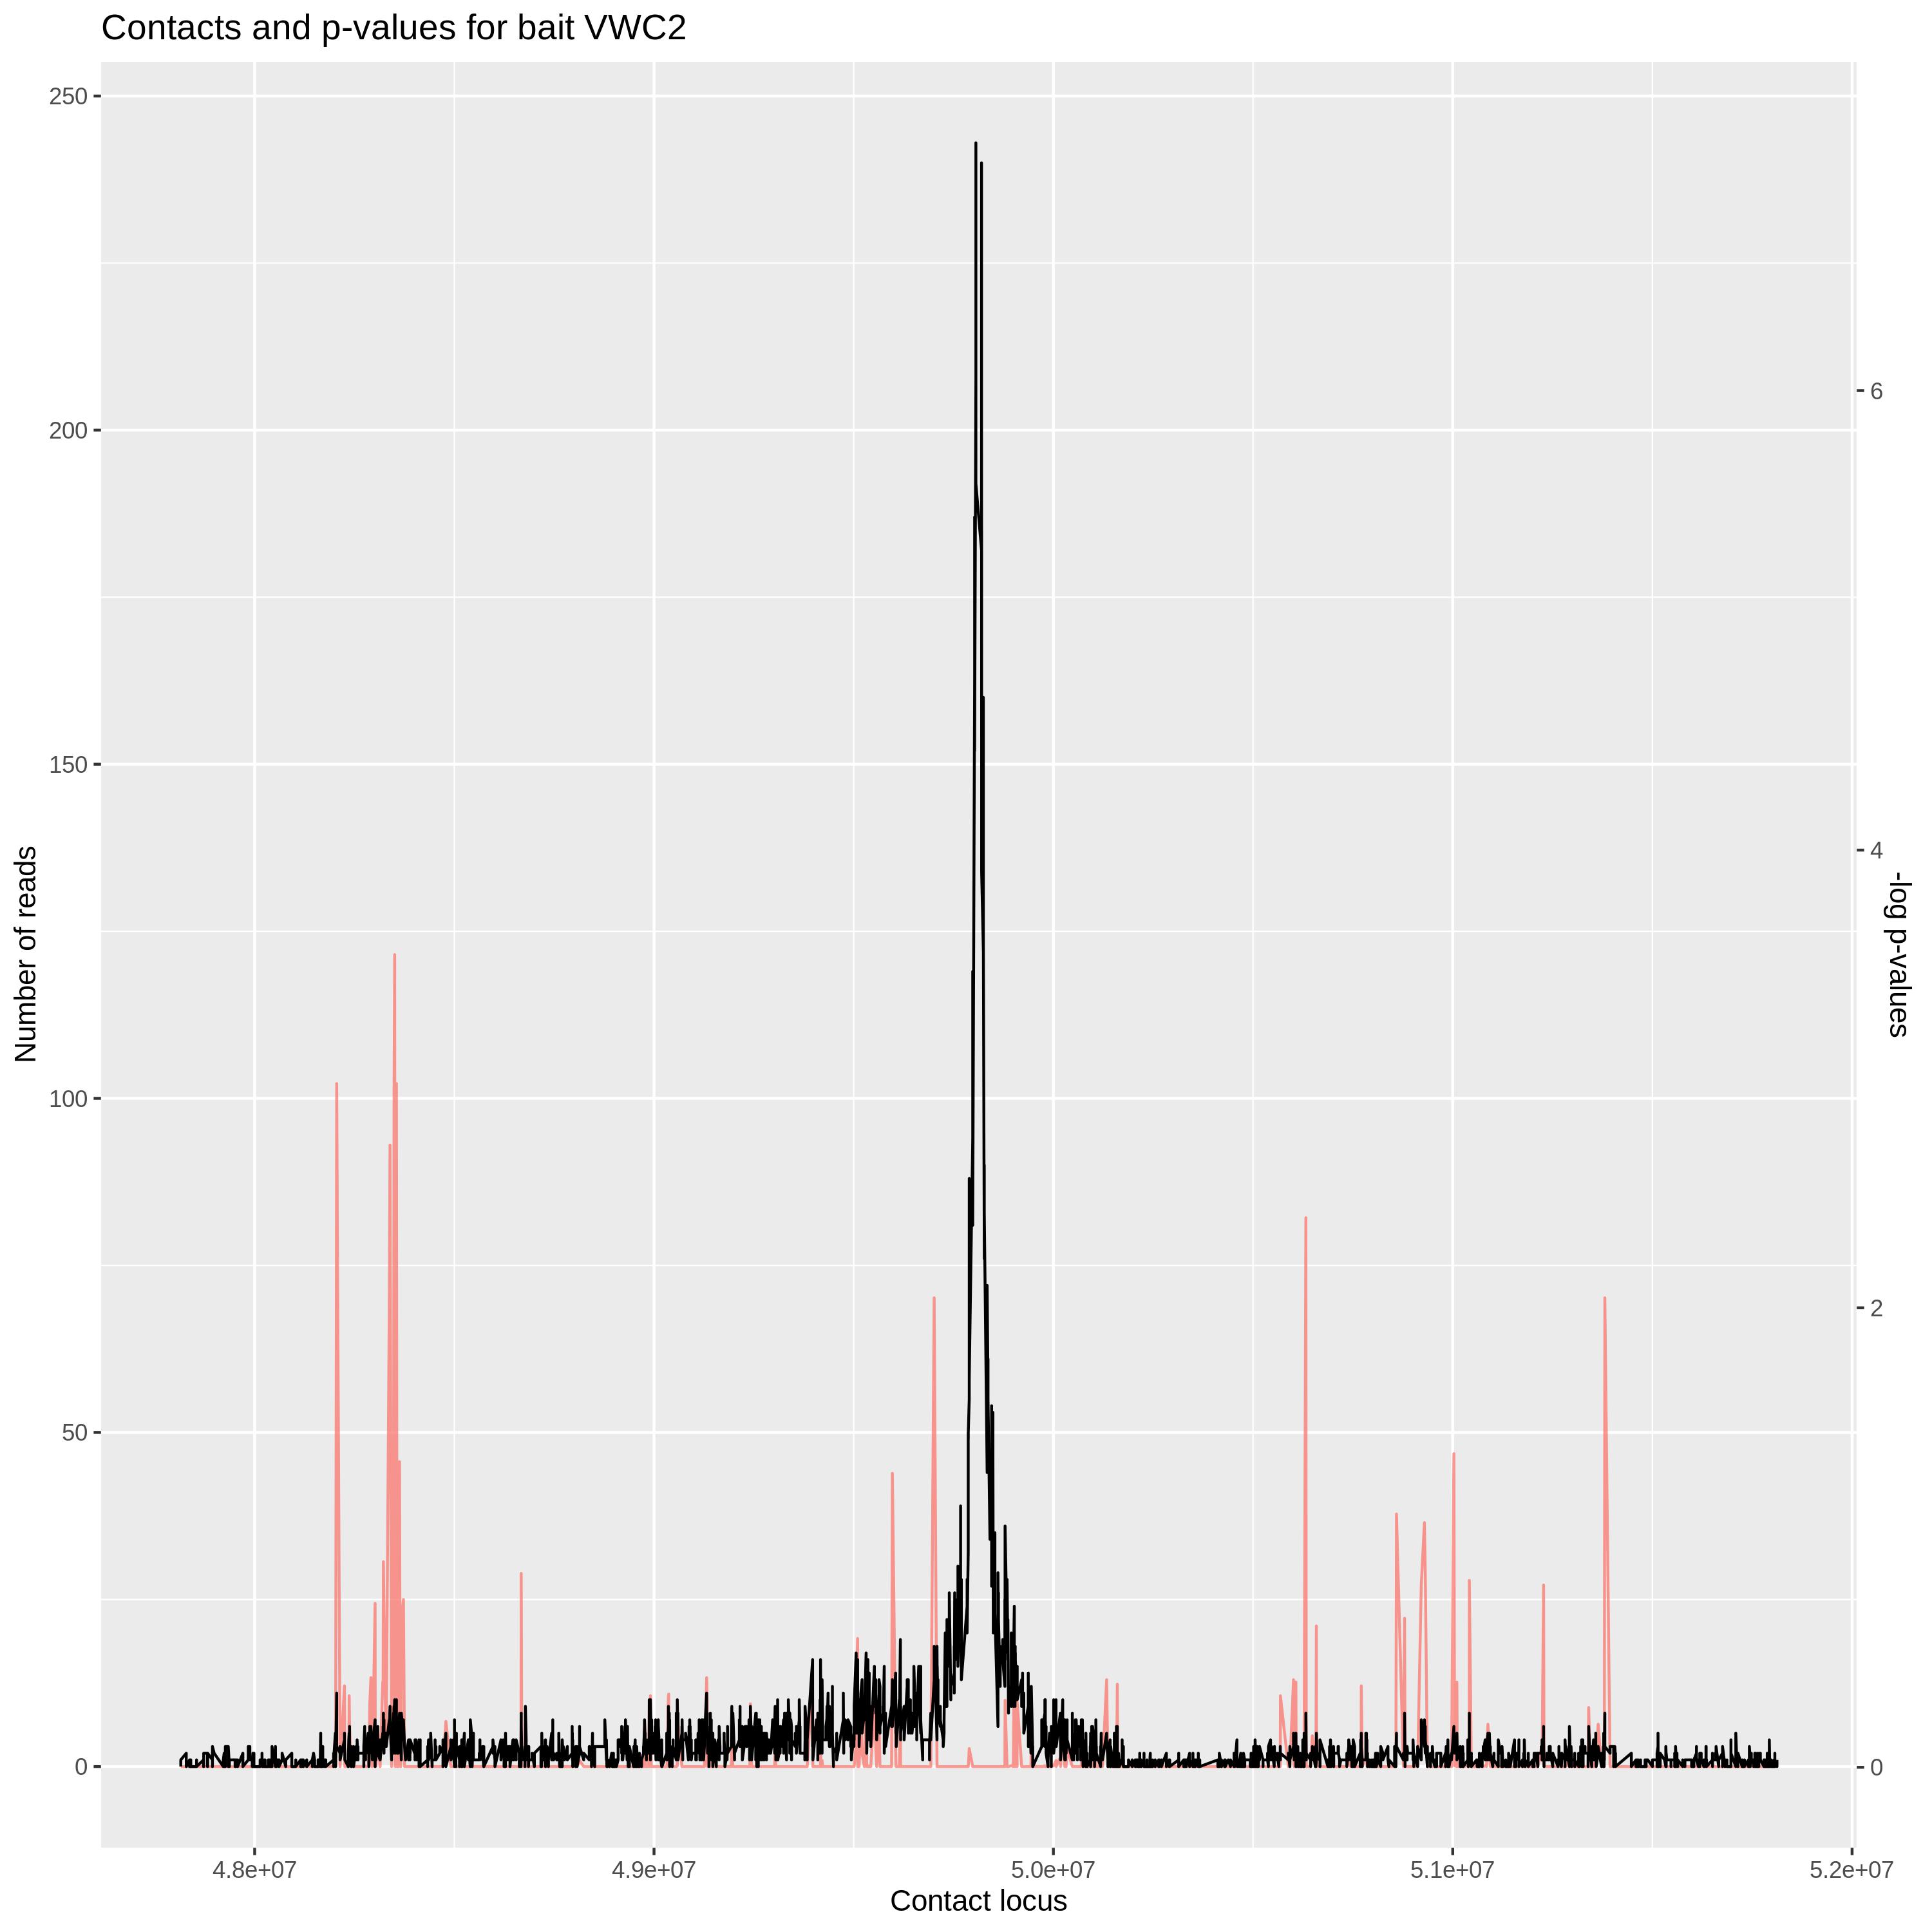 Contacts and p-values for bait VWC2
250
200
150
100
50
0
Number of reads
6
4
2
0
-log p-values
4.8e+07
4.9e+07
5.0e+07
5.1e+07
5.2e+07
Contact locus